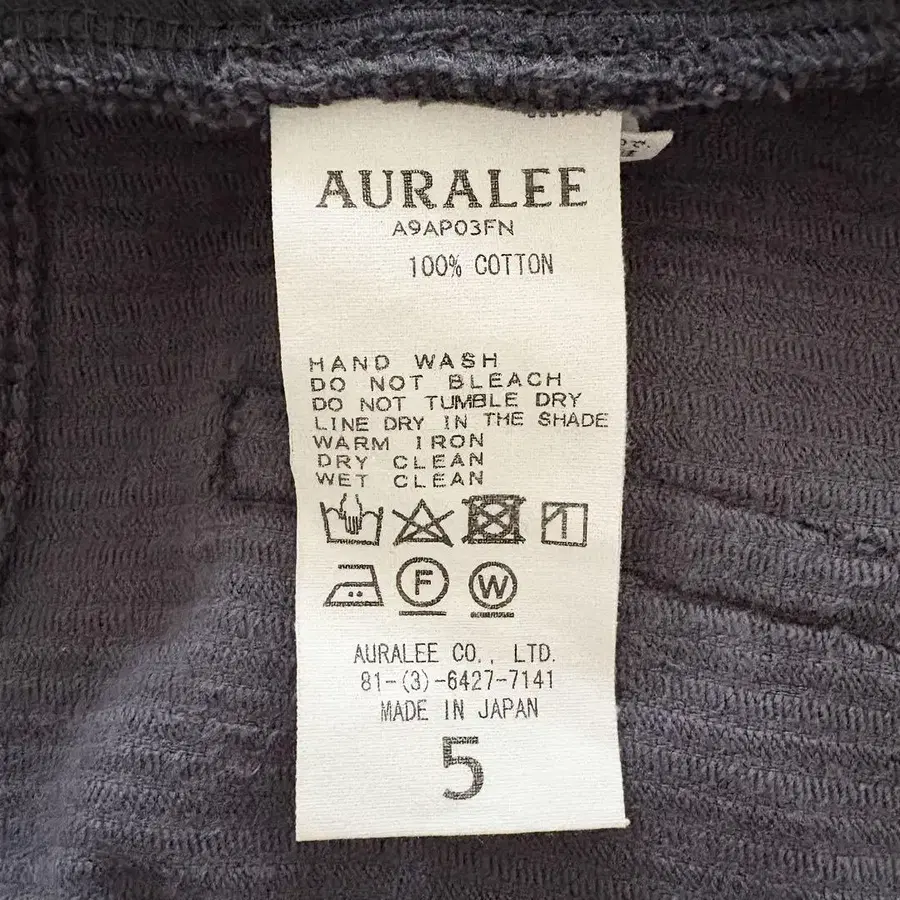 AURALEE
A9AP03FN
100% COTTON
HAND WASH
DO NOT BLEACH
DO NOT TUMBLE DRY
LINE DRY IN THE SHADE
WARM IRON
DRY CLEAN
WET CLEAN
F
W
AURALEE CO., LTD.
81-(3)-6427-7141
MADE IN JAPAN
5